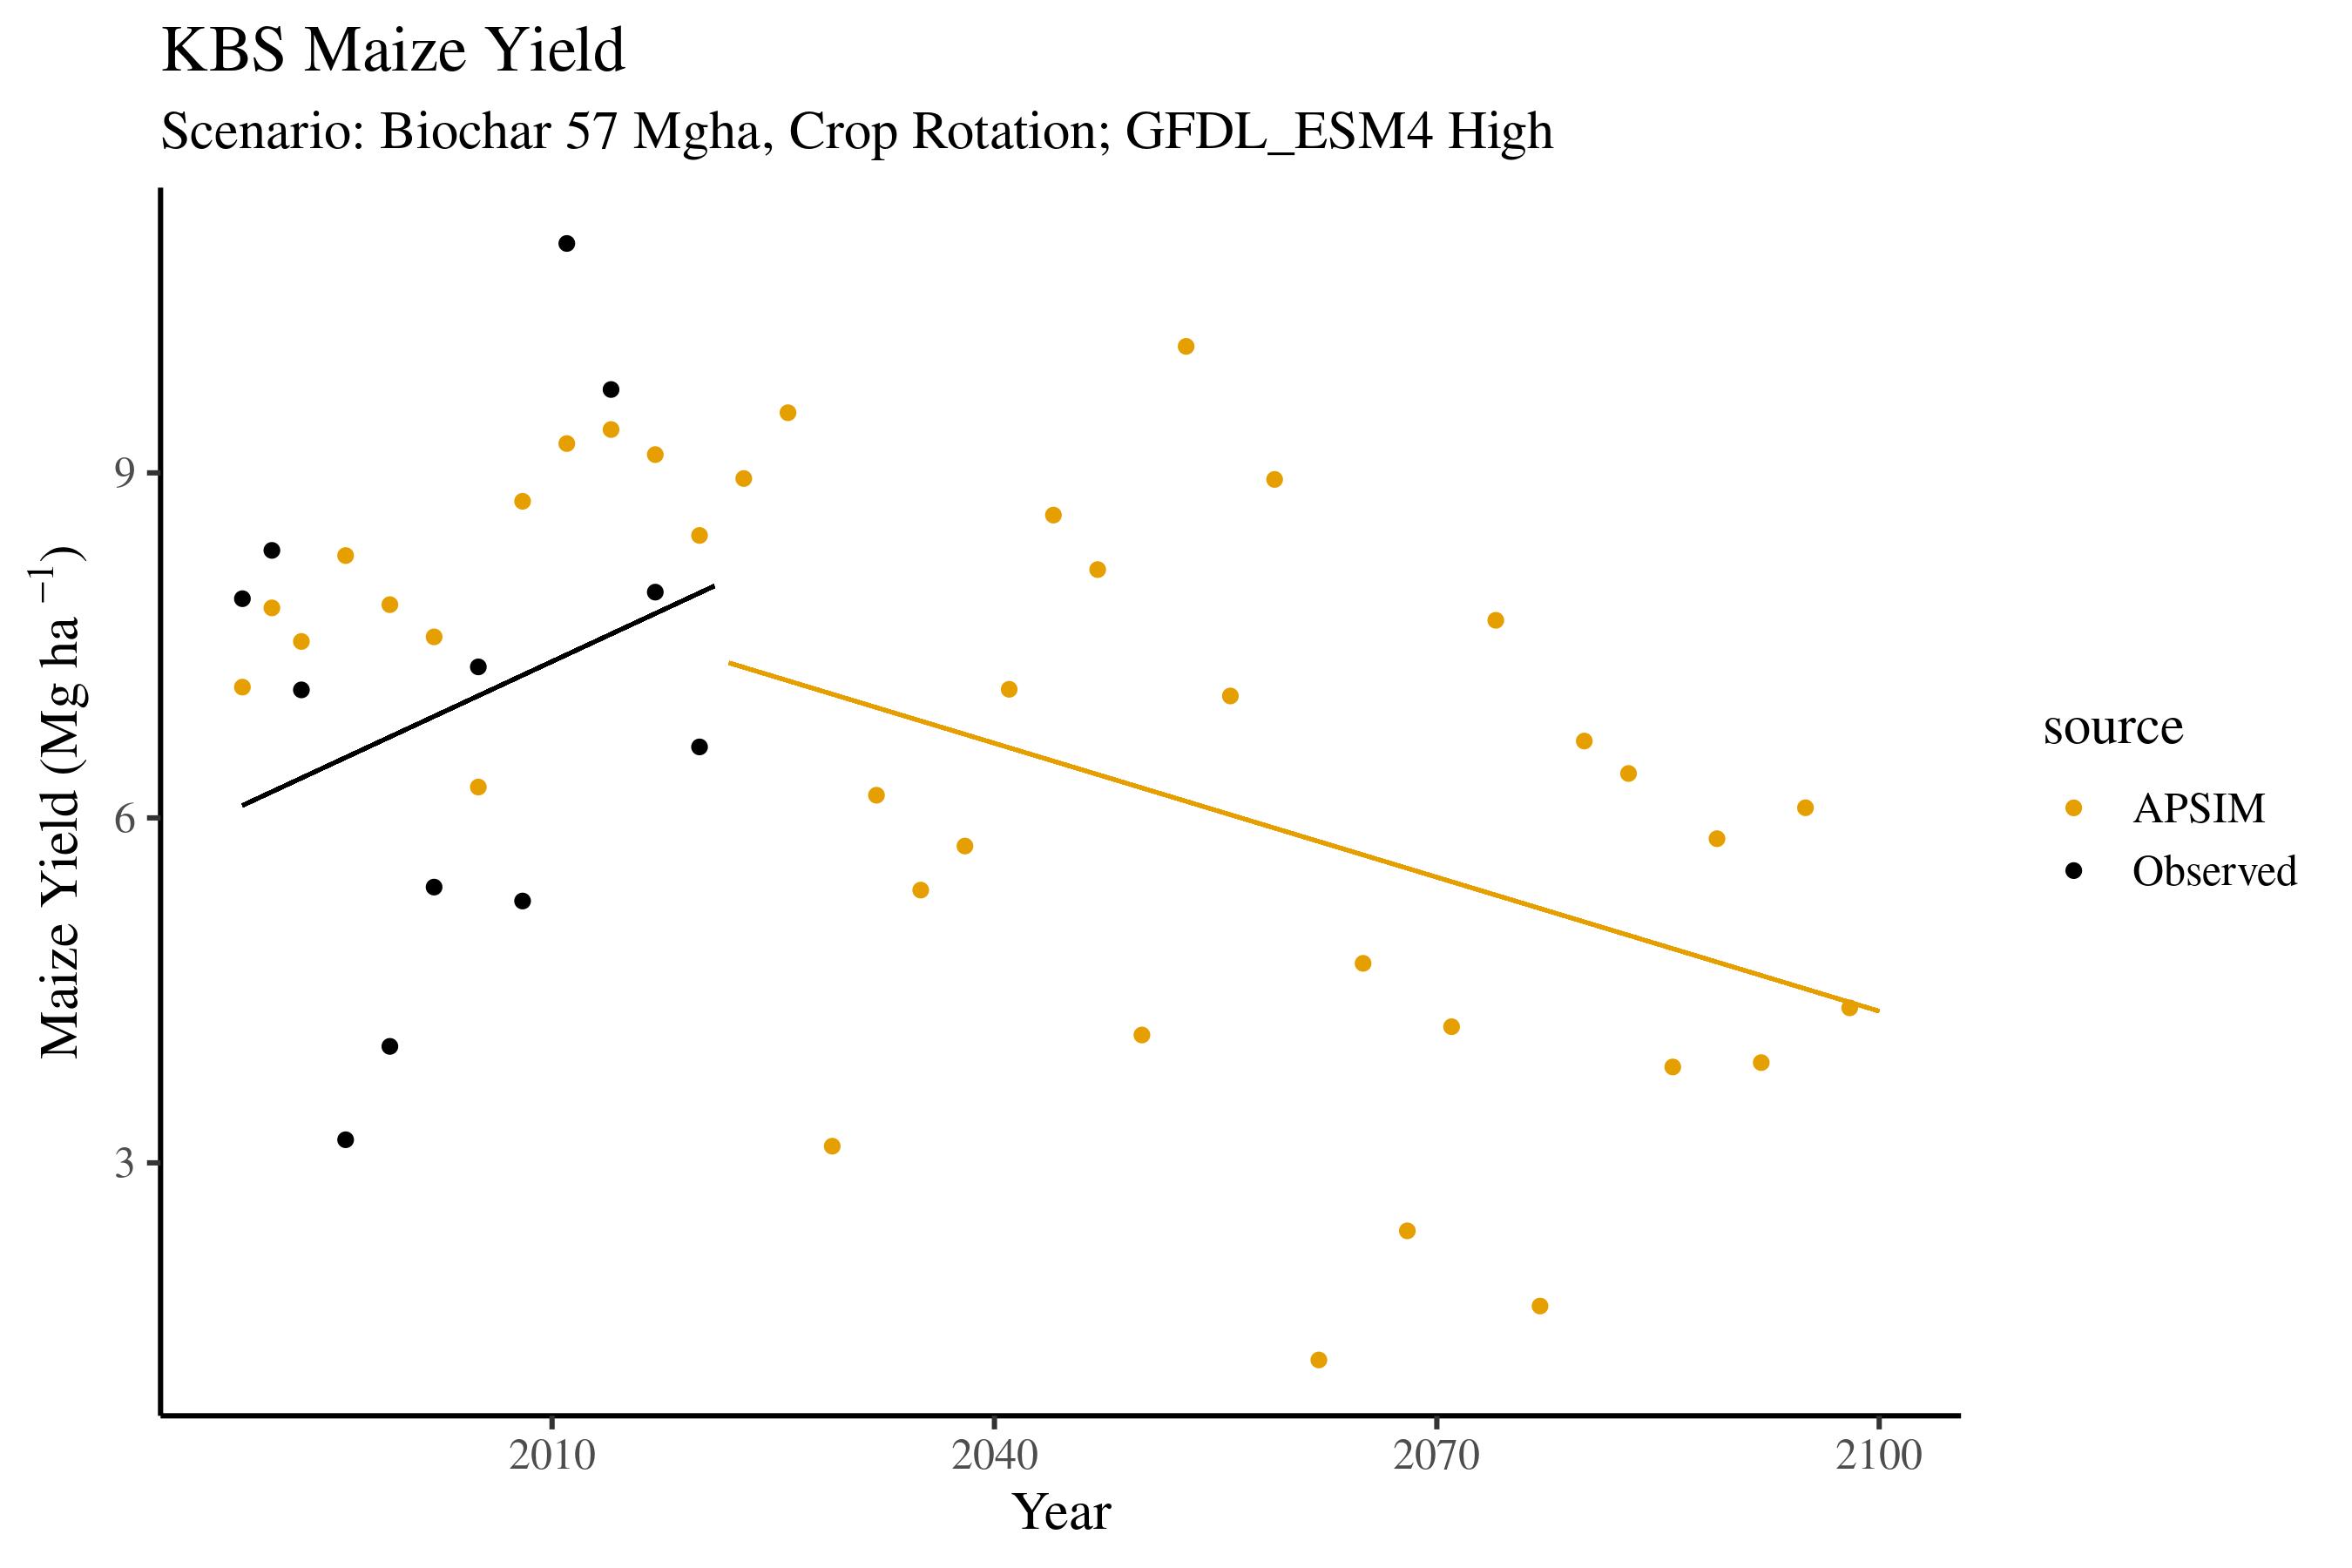 KBS Maize Yield
Scenario: Biochar 57 Mgha, Crop Rotation; GFDL_ESM4 High
Maize Yield (Mg ha⁻¹)
9
6
3
2010
2040
2070
2100
Year
source
APSIM
Observed